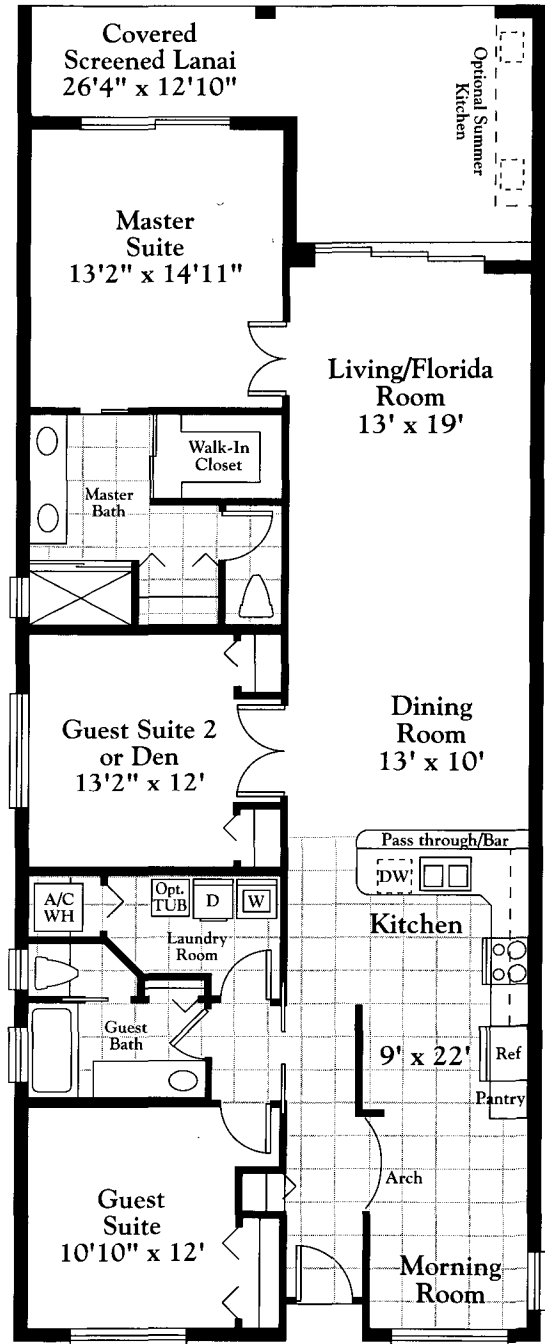 Covered
Screened Lanai
26'4" x 12'10"
Optional Summer
Kitchen
Master
Suite
13'2" x 14'11"
Living/Florida
Room
13' x 19'
Walk-In
Closet
Master
Bath
Guest Suite 2
or Den
13'2" x 12'
Dining
Room
13' x 10'
Pass through/Bar
DW
Kitchen
A/C
WH
Opt.
TUB
D
W
Laundry
Room
Guest
Bath
9' x 22'
Ref
Pantry
Arch
Guest
Suite
10'10" x 12'
Morning
Room